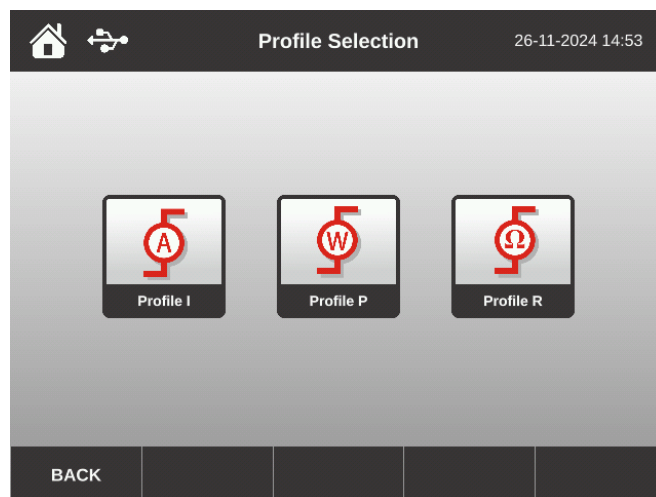 Profile Selection
26-11-2024 14:53
A
W
Ω
Profile I
Profile P
Profile R
BACK